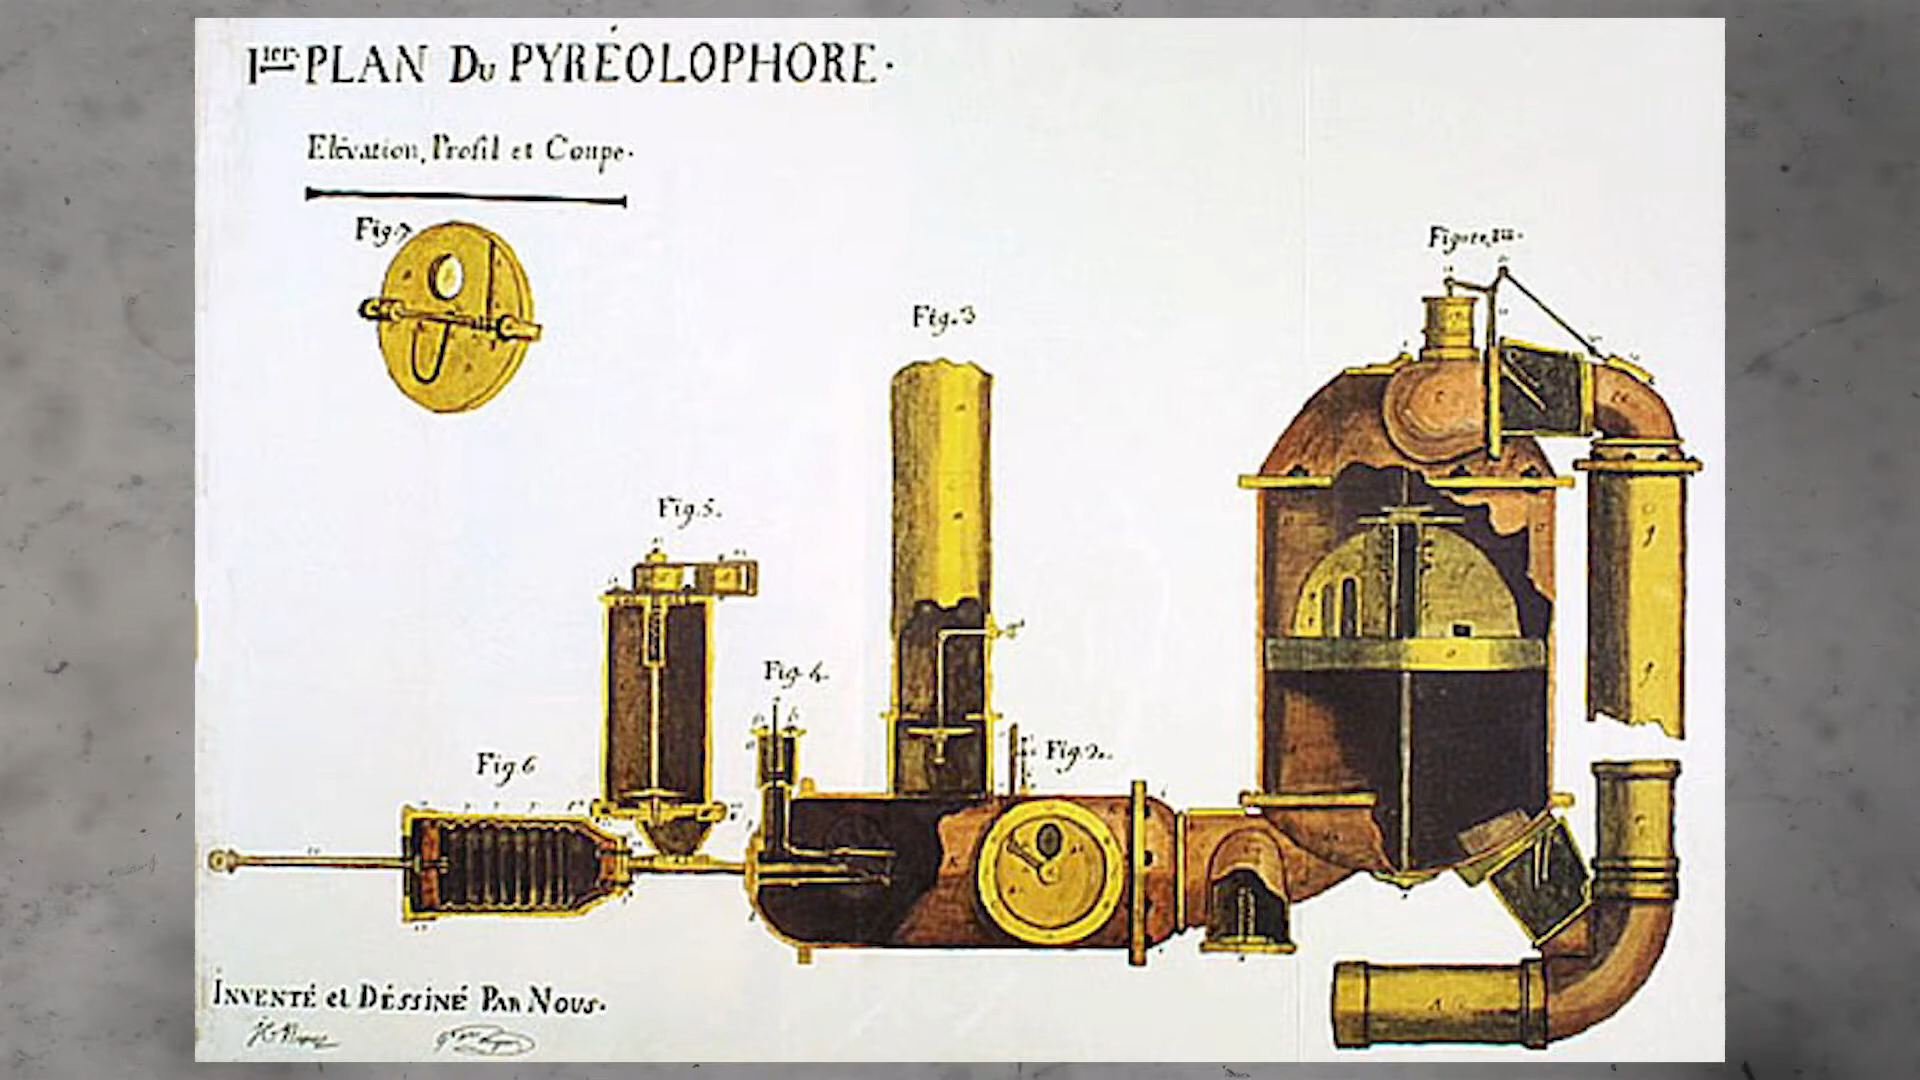 1ier PLAN DU PYRÉOLOPHORE.
Elévation, Profil et Coupe.
Fig. 7
Figure 1re.
Fig. 3
Fig. 5.
Fig. 4.
Fig. 2.
Fig. 6
INVENTÉ et DÉSSINÉ PAR NOUS.